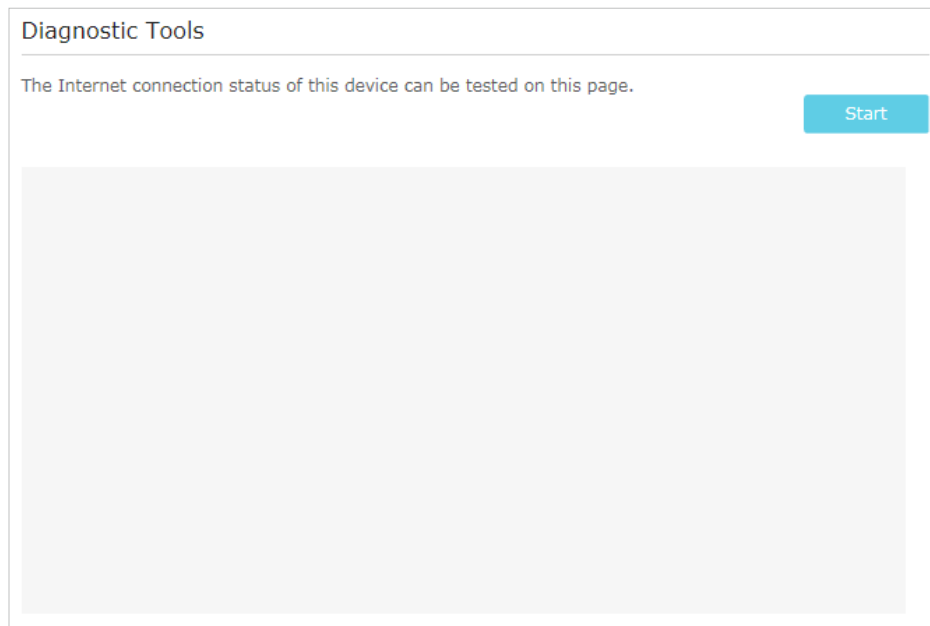 Diagnostic Tools
The Internet connection status of this device can be tested on this page.
Start